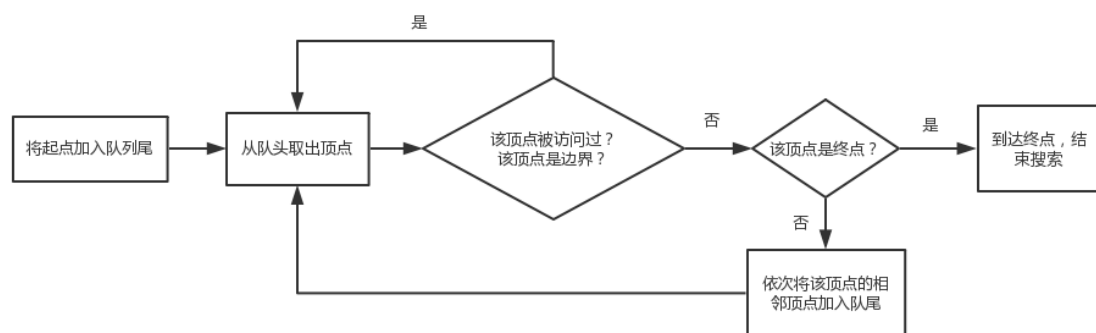 是
将起点加入队列尾
从队头取出顶点
该顶点被访问过？
该顶点是边界？
否
该顶点是终点？
是
到达终点，结
束搜索
否
依次将该顶点的相
邻顶点加入队尾